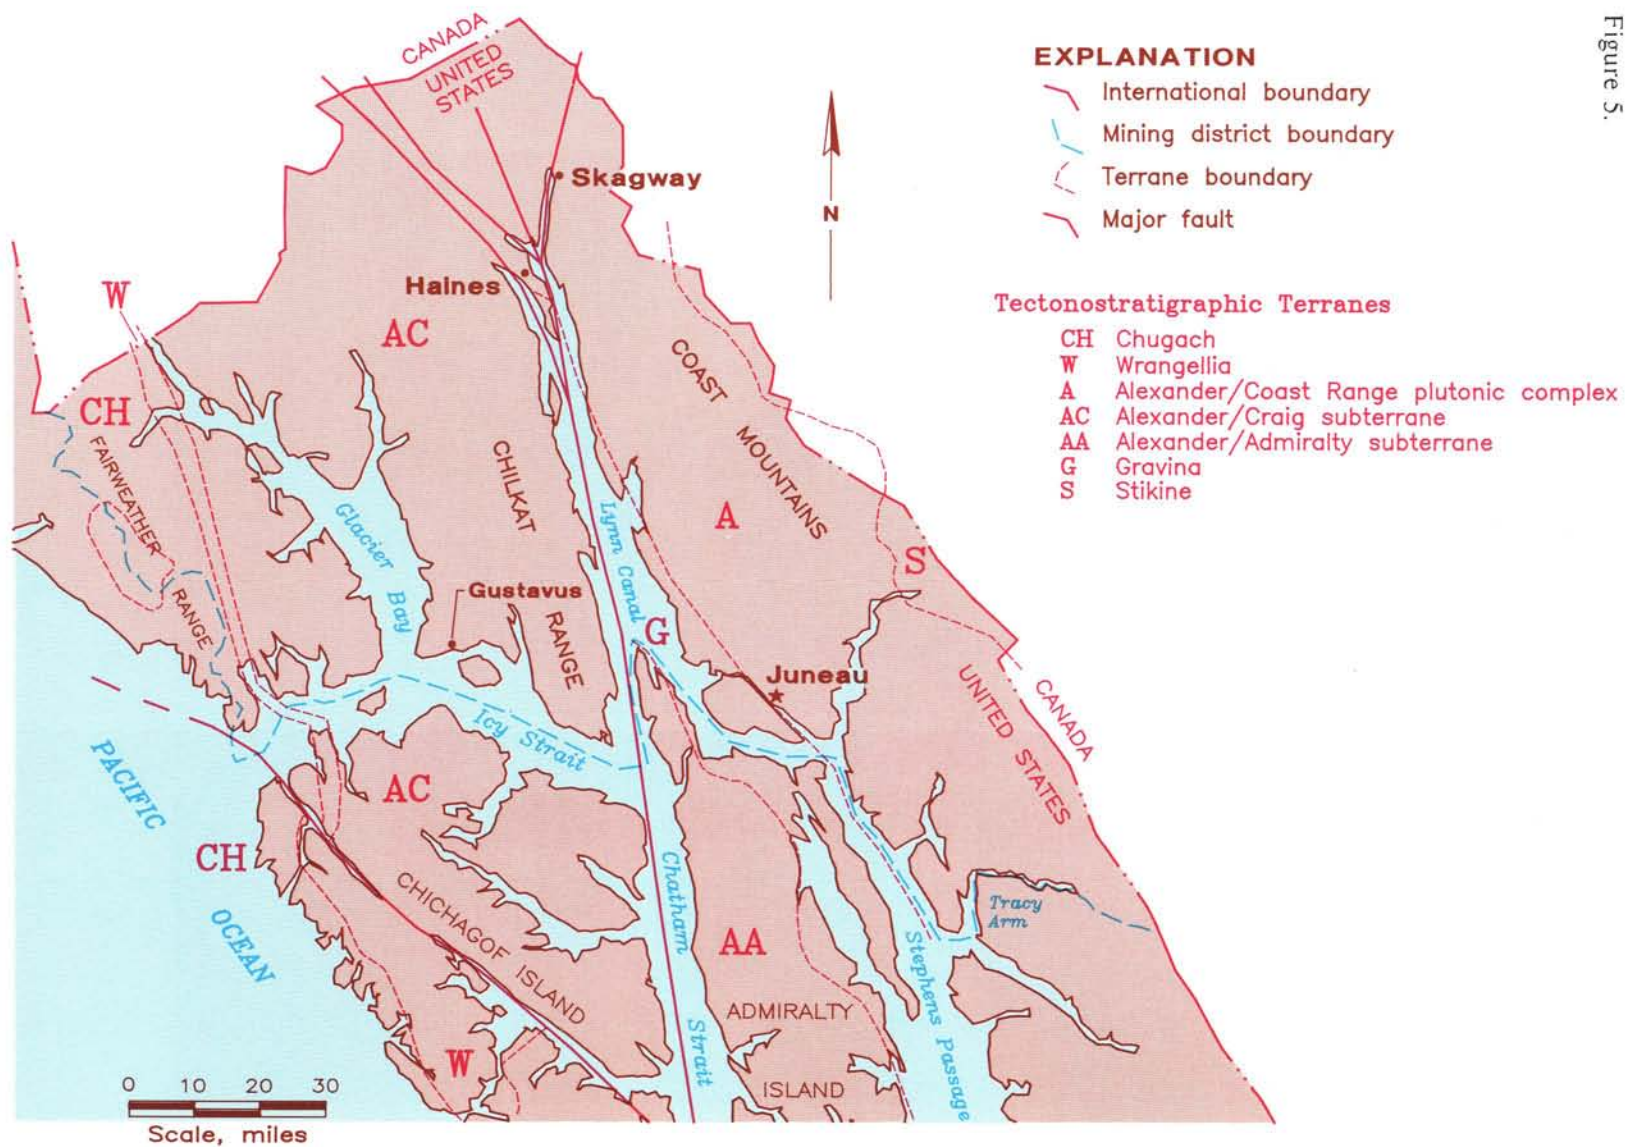 Figure 5.
EXPLANATION
International boundary
Mining district boundary
Terrane boundary
Major fault
Tectonostratigraphic Terranes
CH Chugach
W Wrangellia
A Alexander/Coast Range plutonic complex
AC Alexander/Craig subterrane
AA Alexander/Admiralty subterrane
G Gravina
S Stikine
CANADA
UNITED
STATES
Skagway
N
Haines
W
AC
COAST
MOUNTAINS
CH
FAIRWEATHER
RANGE
CHILKAT
RANGE
Glacier
Bay
Lynn Canal
A
S
Gustavus
G
Juneau
UNITED STATES
CANADA
Icy Strait
PACIFIC
OCEAN
AC
CH
CHICHAGOF
ISLAND
Chatham
Strait
AA
ADMIRALTY
ISLAND
Stephens Passage
Tracy
Arm
W
0 10 20 30
Scale, miles